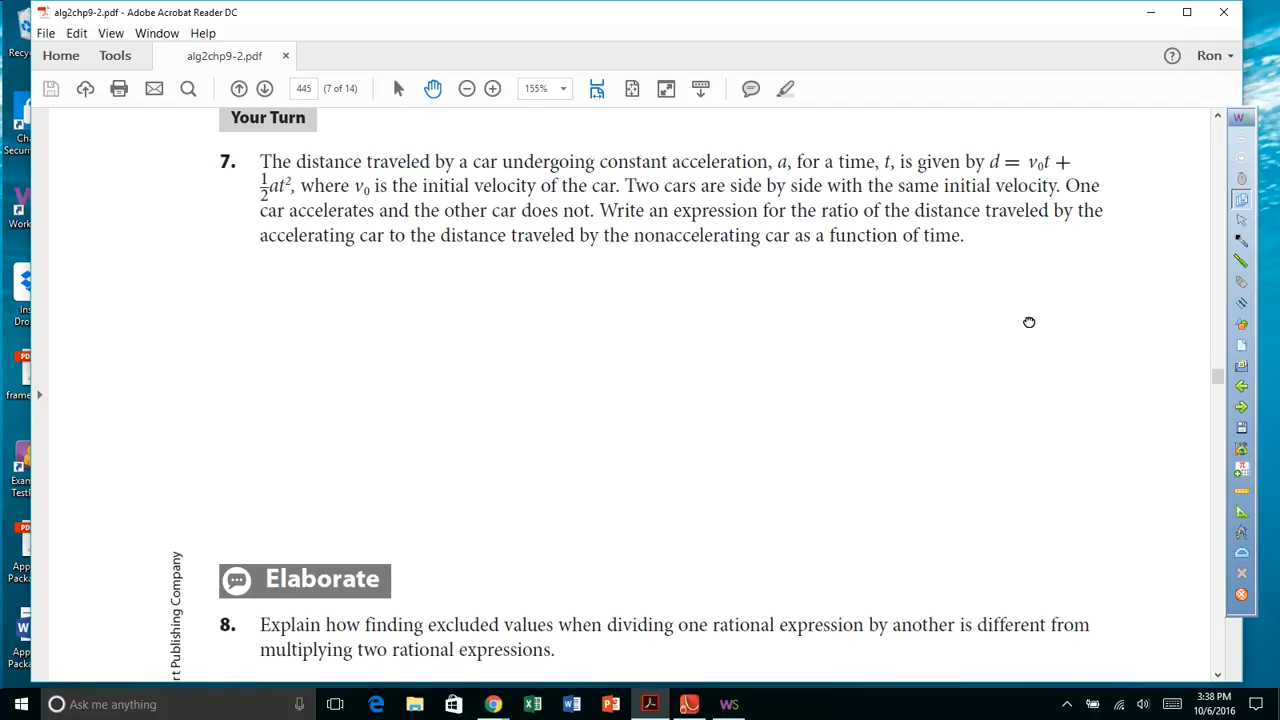 alg2chp9-2.pdf - Adobe Acrobat Reader DC
File Edit View Window Help
Home Tools alg2chp9-2.pdf × Ron
445 (7 of 14) 155%
Your Turn
7. The distance traveled by a car undergoing constant acceleration, a, for a time, t, is given by d = v₀t +
½at², where v₀ is the initial velocity of the car. Two cars are side by side with the same initial velocity. One
car accelerates and the other car does not. Write an expression for the ratio of the distance traveled by the
accelerating car to the distance traveled by the nonaccelerating car as a function of time.
Elaborate
8. Explain how finding excluded values when dividing one rational expression by another is different from
multiplying two rational expressions.
Publishing Company
Ask me anything
3:38 PM
10/6/2016